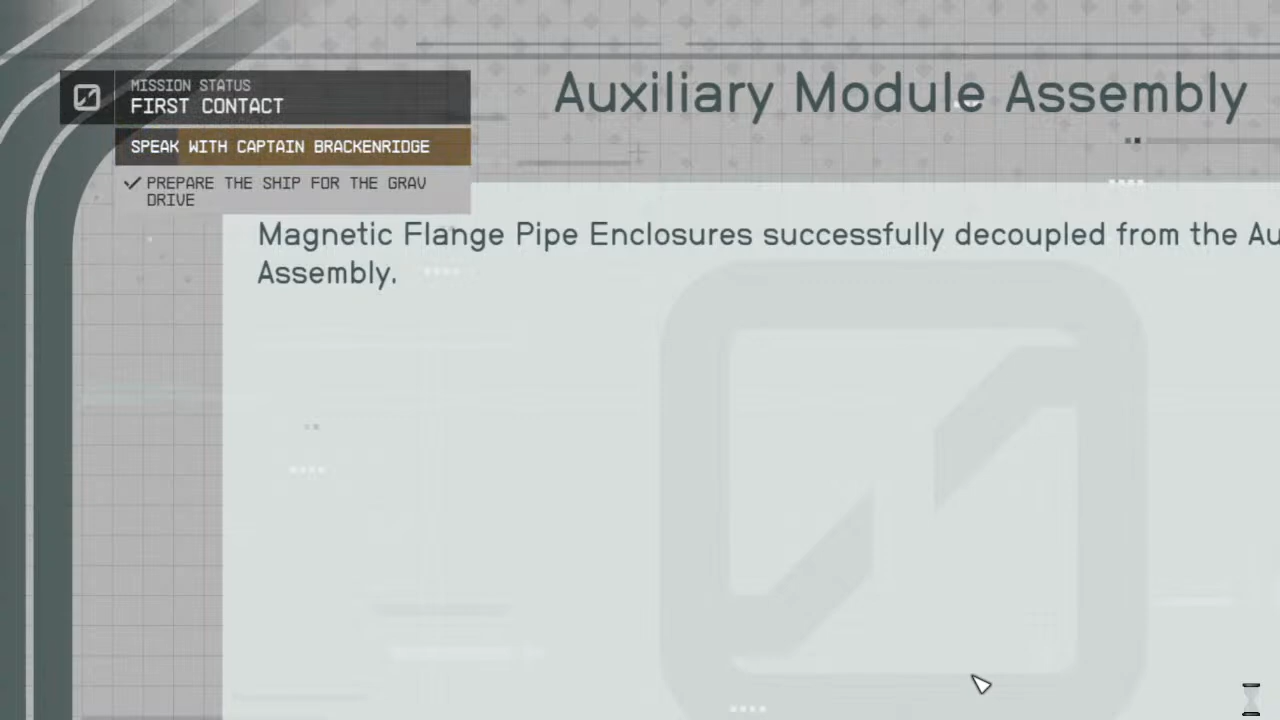 MISSION STATUS
FIRST CONTACT
Auxiliary Module Assembly
SPEAK WITH CAPTAIN BRACKENRIDGE
PREPARE THE SHIP FOR THE GRAV
DRIVE
Magnetic Flange Pipe Enclosures successfully decoupled from the Au
Assembly.